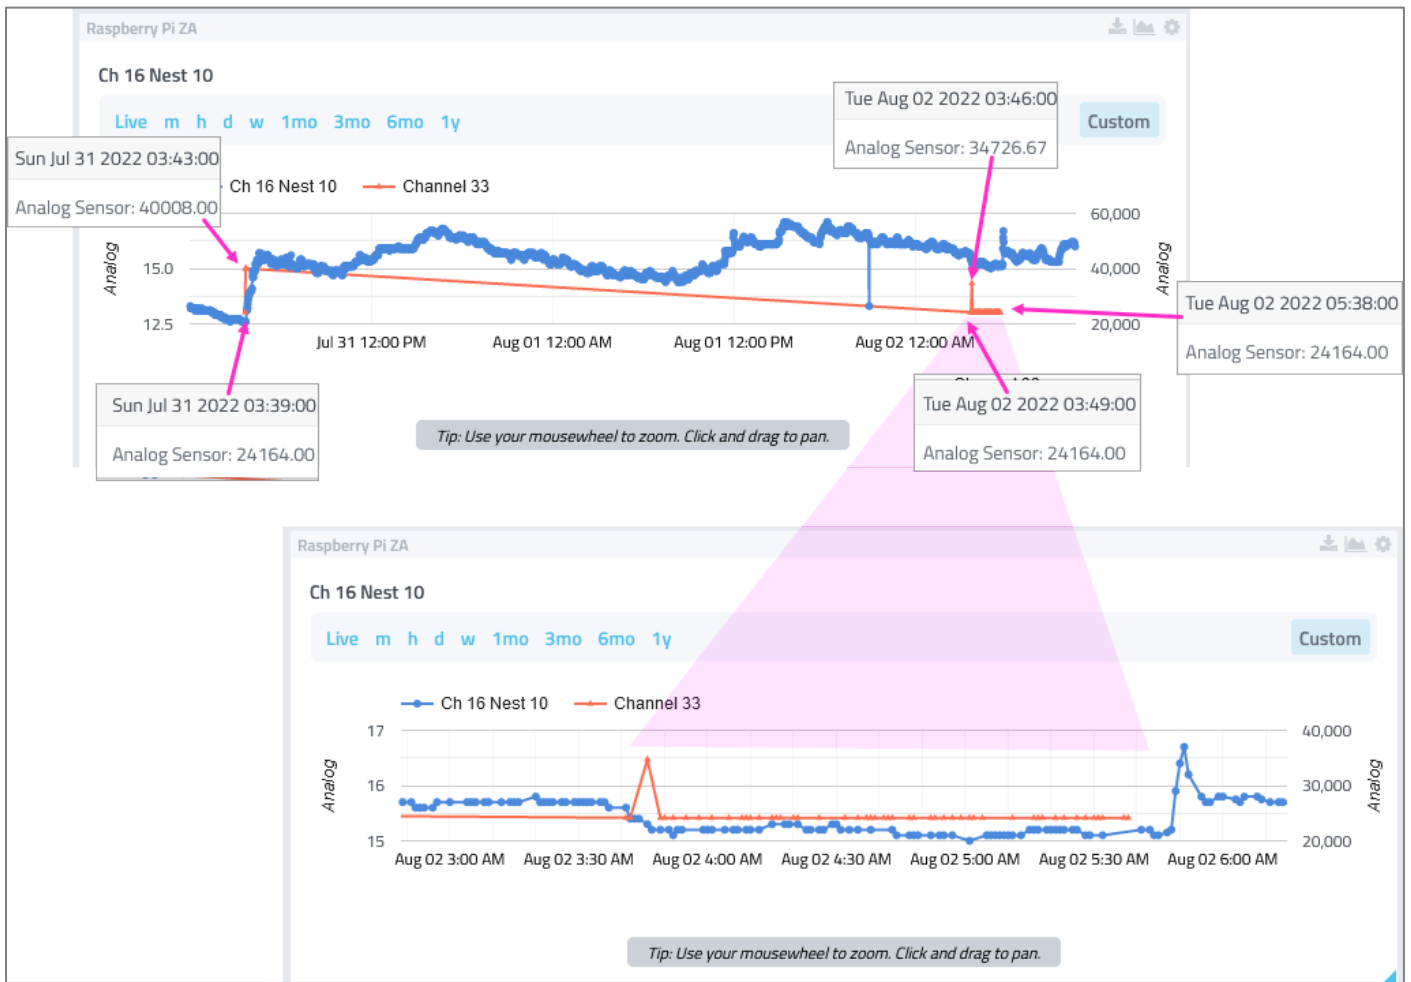 Raspberry Pi ZA
Ch 16 Nest 10
Live m h d w 1mo 3mo 6mo 1y
Custom
Tue Aug 02 2022 03:46:00
Analog Sensor: 34726.67
Sun Jul 31 2022 03:43:00
Analog Sensor: 40008.00
Ch 16 Nest 10 Channel 33
60,000
Analog
15.0
40,000
Analog
12.5
20,000
Jul 31 12:00 PM Aug 01 12:00 AM Aug 01 12:00 PM Aug 02 12:00 AM
Tue Aug 02 2022 05:38:00
Analog Sensor: 24164.00
Sun Jul 31 2022 03:39:00
Analog Sensor: 24164.00
Tue Aug 02 2022 03:49:00
Analog Sensor: 24164.00
Tip: Use your mousewheel to zoom. Click and drag to pan.
Raspberry Pi ZA
Ch 16 Nest 10
Live m h d w 1mo 3mo 6mo 1y
Custom
Ch 16 Nest 10 Channel 33
17
40,000
Analog
16
30,000
Analog
15
20,000
Aug 02 3:00 AM Aug 02 3:30 AM Aug 02 4:00 AM Aug 02 4:30 AM Aug 02 5:00 AM Aug 02 5:30 AM Aug 02 6:00 AM
Tip: Use your mousewheel to zoom. Click and drag to pan.